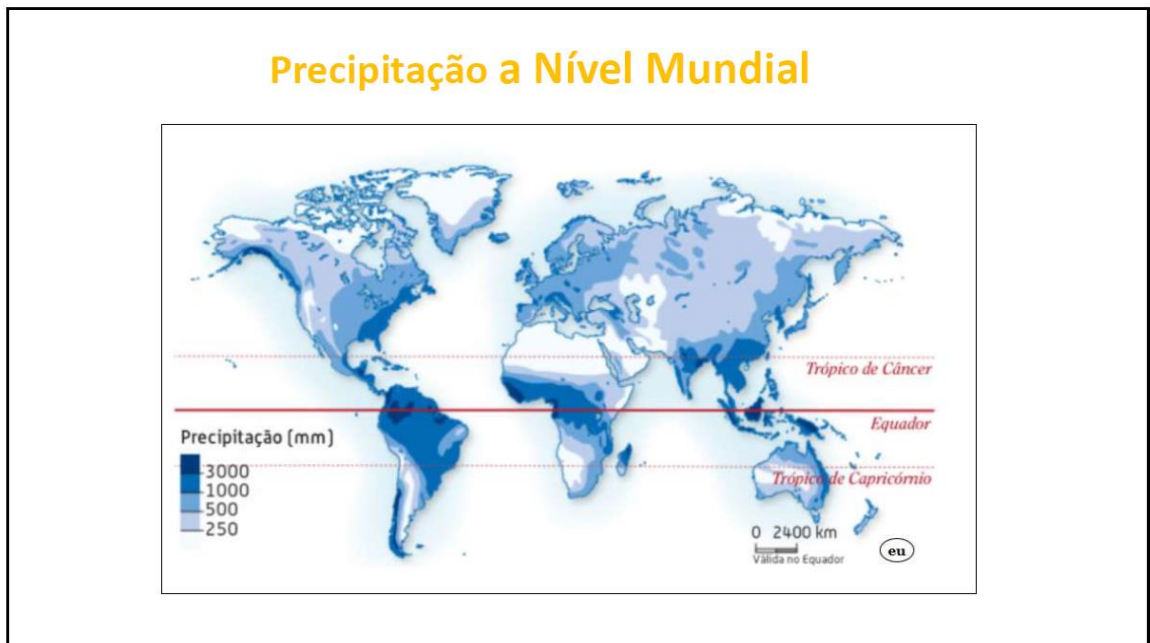 Precipitação a Nível Mundial
Trópico de Câncer
Equador
Precipitação (mm)
3000
1000
500
250
Trópico de Capricórnio
0 2400 km
Válida no Equador
eu